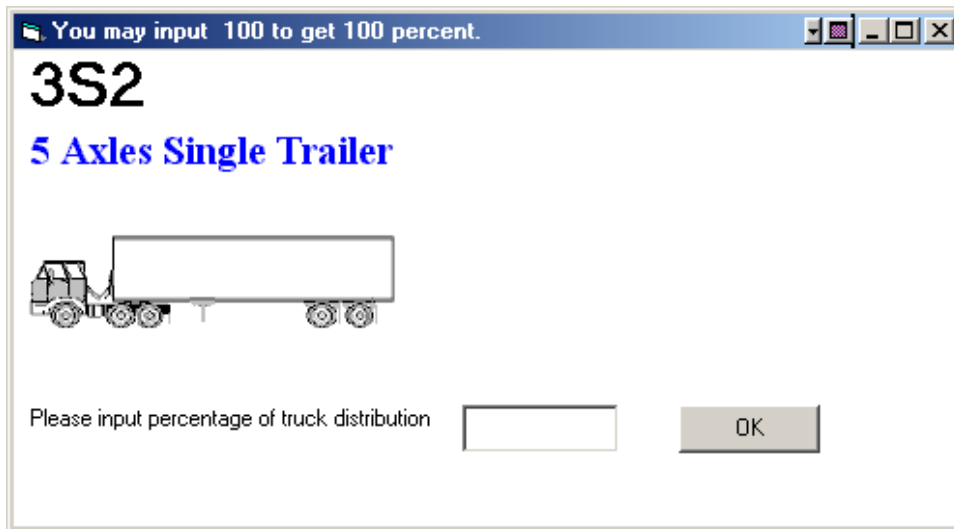 You may input  100 to get 100 percent.
3S2
5 Axles Single Trailer
Please input percentage of truck distribution
OK